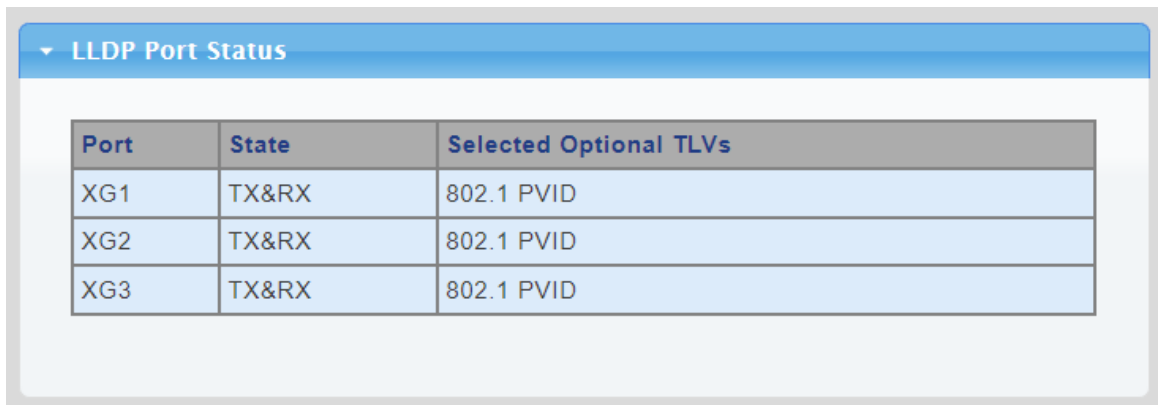 LLDP Port Status
Port State Selected Optional TLVs
XG1 TX&RX 802.1 PVID
XG2 TX&RX 802.1 PVID
XG3 TX&RX 802.1 PVID